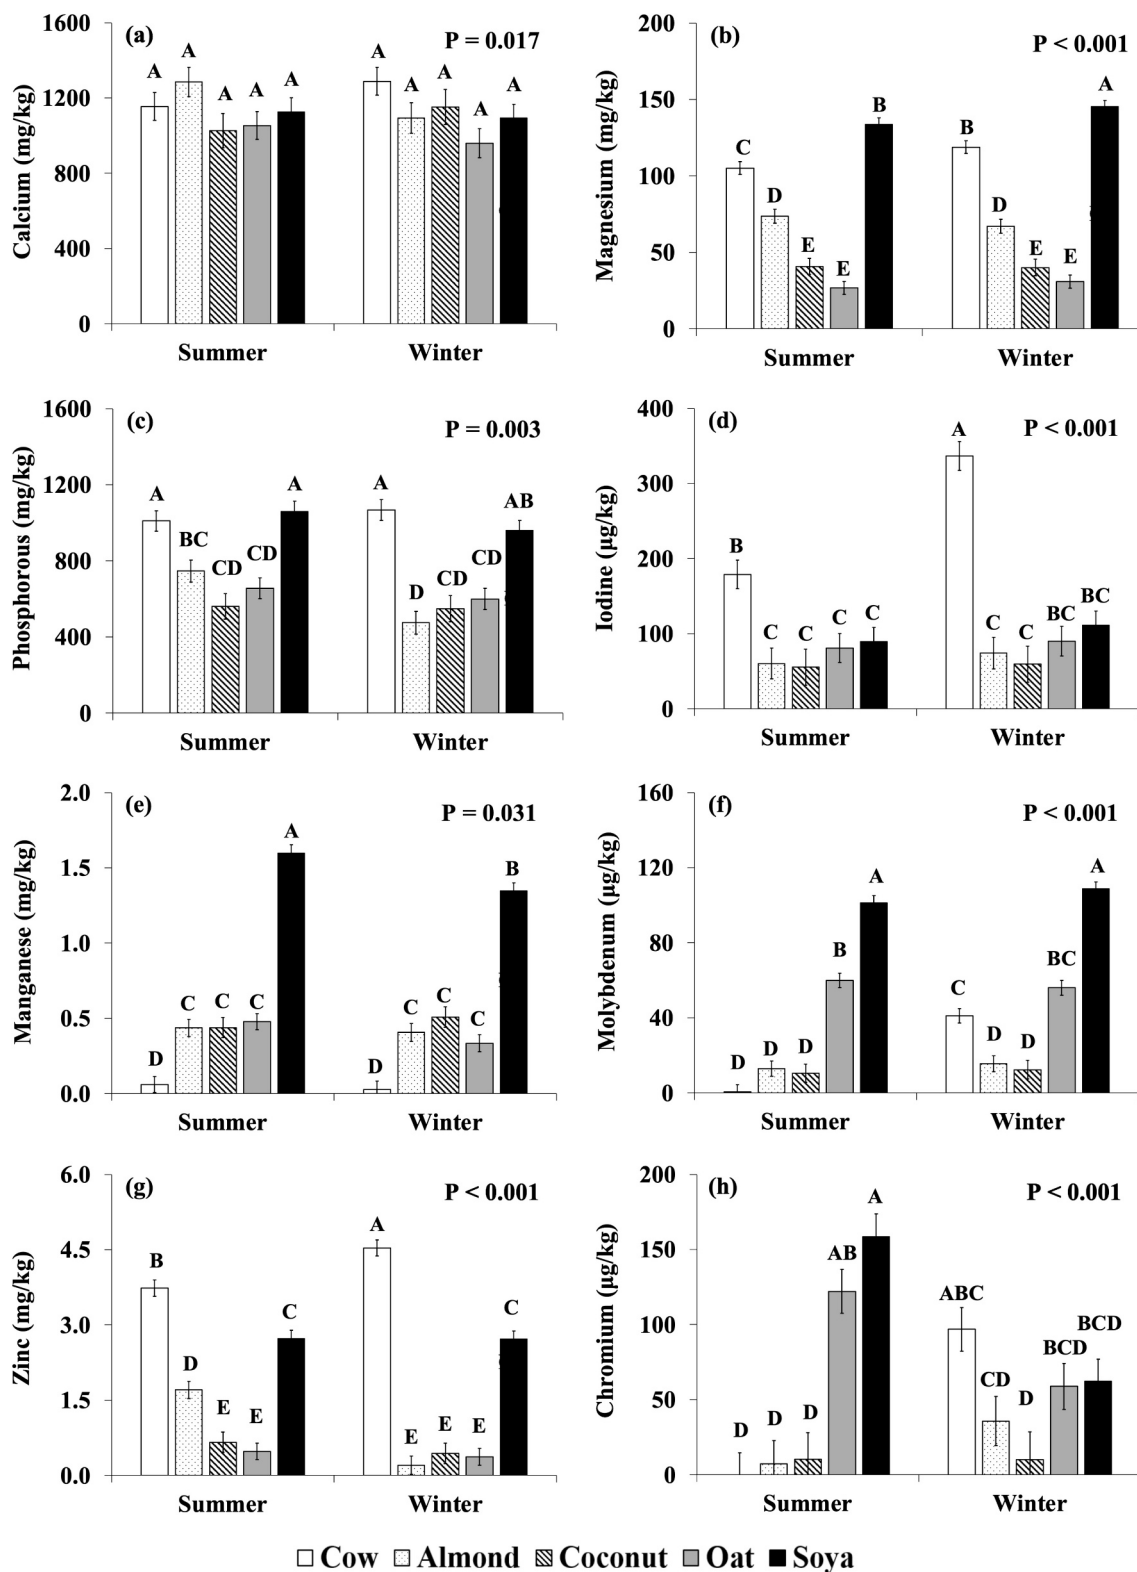 (a)
P = 0.017
Calcium (mg/kg)
1600
1200
800
400
0
A A A A A
A A A A A
Summer Winter
(b)
P < 0.001
Magnesium (mg/kg)
200
150
100
50
0
C D E E B
B D E E A
Summer Winter
(c)
P = 0.003
Phosphorous (mg/kg)
1600
1200
800
400
0
A BC CD CD A
A D CD CD AB
Summer Winter
(d)
P < 0.001
Iodine (µg/kg)
400
300
200
100
0
B C C C C
A C C BC BC
Summer Winter
(e)
P = 0.031
Manganese (mg/kg)
2.0
1.5
1.0
0.5
0.0
D C C C A
D C C C B
Summer Winter
(f)
P < 0.001
Molybdenum (µg/kg)
160
120
80
40
0
D D D B A
C D D BC A
Summer Winter
(g)
P < 0.001
Zinc (mg/kg)
6.0
4.5
3.0
1.5
0.0
B D E E C
A E E E C
Summer Winter
(h)
P < 0.001
Chromium (µg/kg)
200
150
100
50
0
D D D AB A
ABC CD D BCD BCD
Summer Winter
Cow Almond Coconut Oat Soya